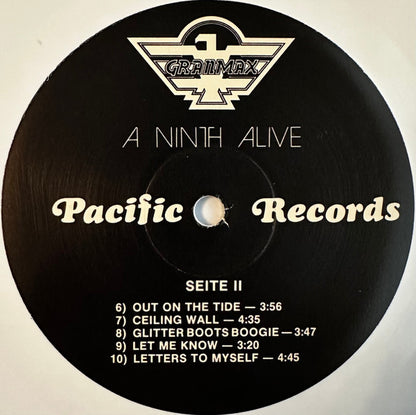 GRANMAX
A NINTH ALIVE
Pacific Records
SEITE II
6) OUT ON THE TIDE — 3:56
7) CEILING WALL — 4:35
8) GLITTER BOOTS BOOGIE — 3:47
9) LET ME KNOW — 3:20
10) LETTERS TO MYSELF — 4:45